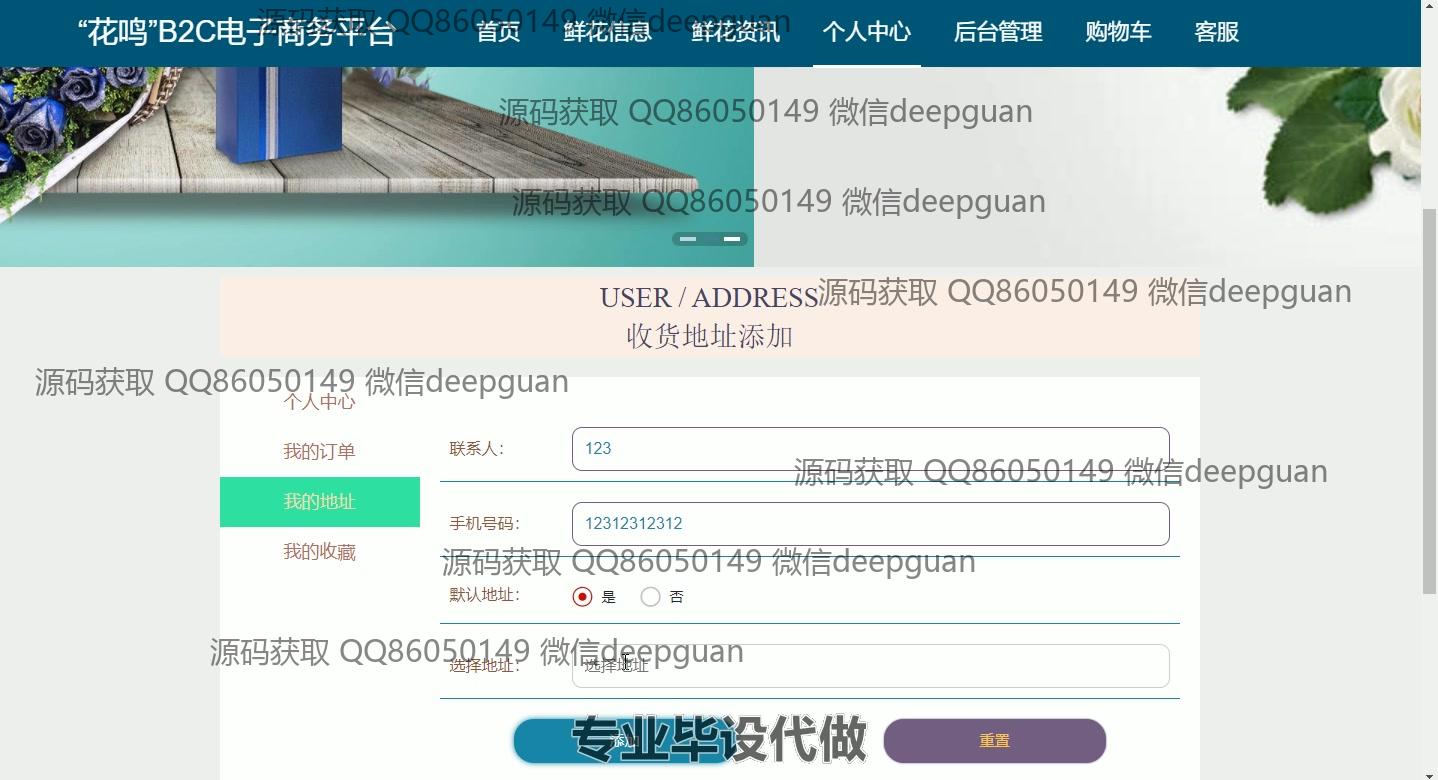 “花鸣”B2C电子商务平台 首页 鲜花信息 鲜花资讯 个人中心 后台管理 购物车 客服
源码获取 QQ86050149 微信deepguan
源码获取 QQ86050149 微信deepguan
源码获取 QQ86050149 微信deepguan
USER / ADDRESS
源码获取 QQ86050149 微信deepguan
收货地址添加
源码获取 QQ86050149 微信deepguan
个人中心
我的订单
联系人： 123
源码获取 QQ86050149 微信deepguan
我的地址
手机号码： 12312312312
我的收藏
源码获取 QQ86050149 微信deepguan
默认地址： 是 否
源码获取 QQ86050149 微信deepguan
选择地址： 选择地址
添加 重置
专业毕设代做